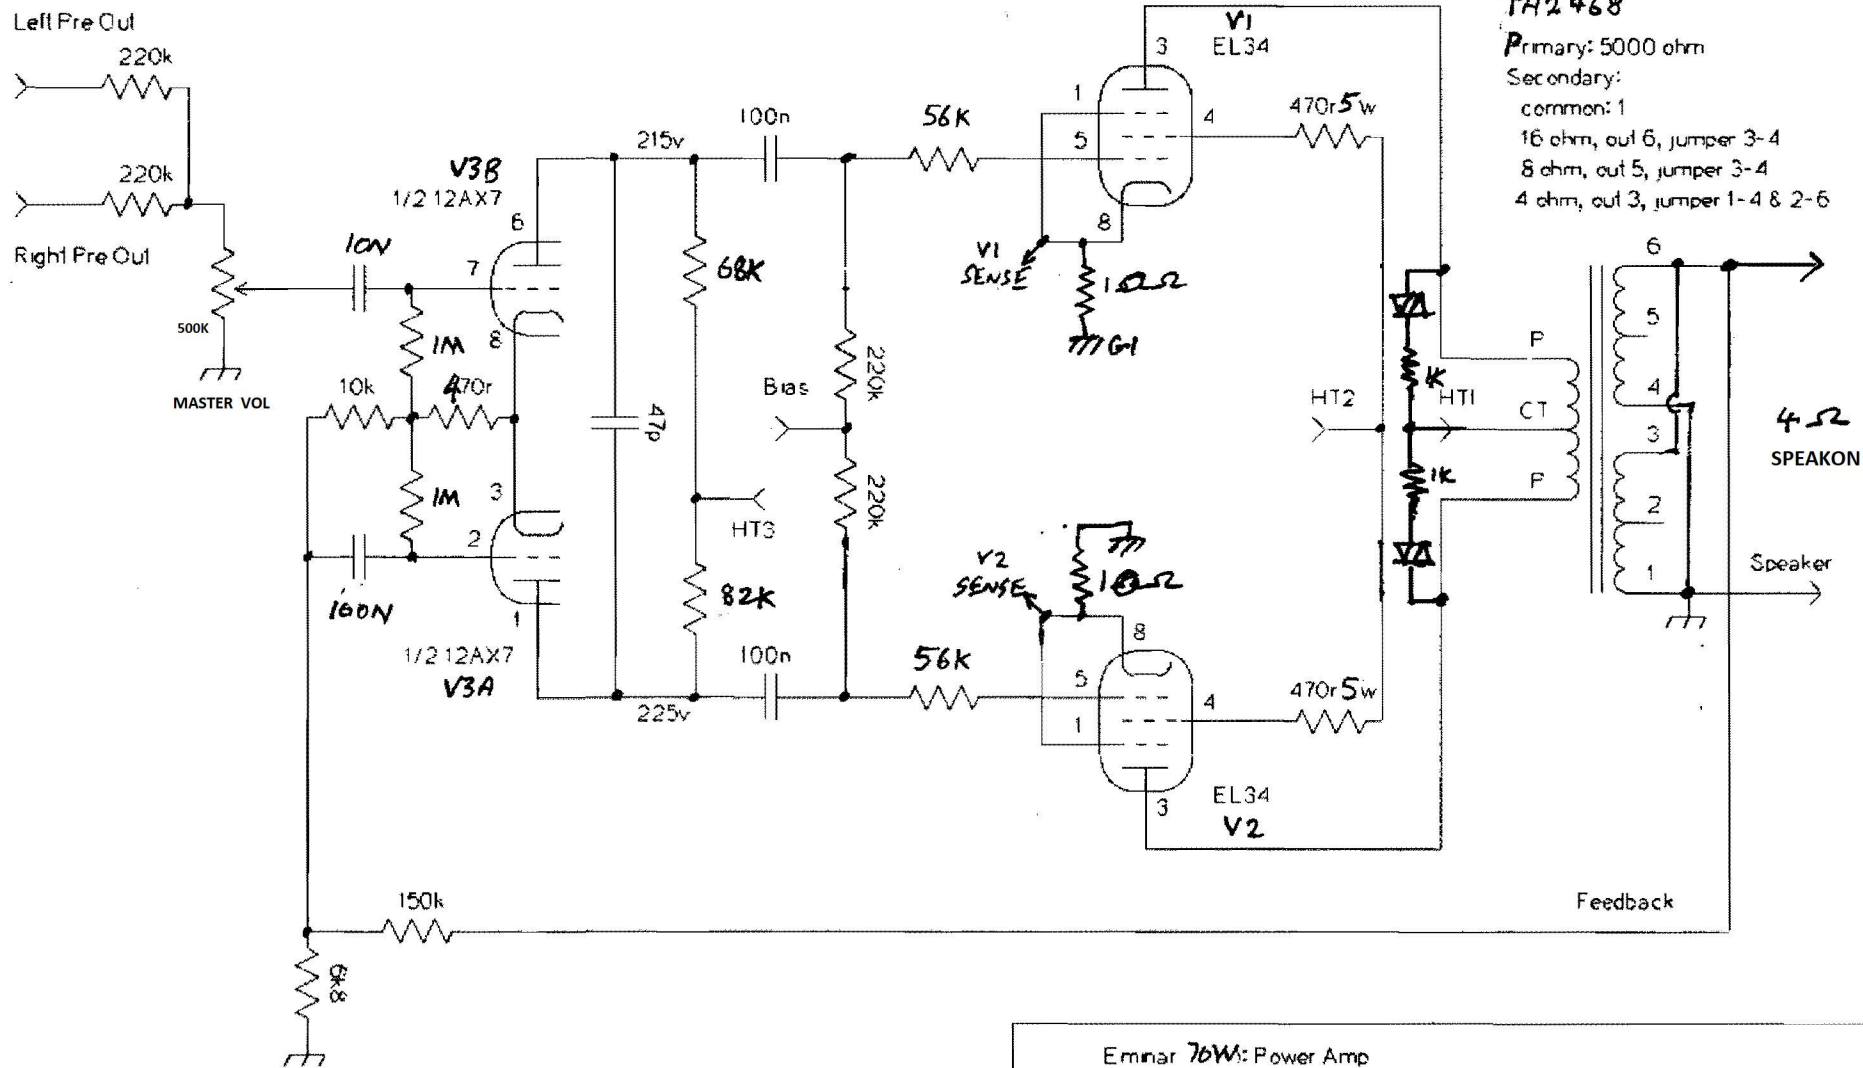 Left Pre Out
220k
220k
Right Pre Out
10N
500K
MASTER VOL
V3B
1/2 12AX7
6
7
8
1M
10k
470r
1M
3
2
1
100N
1/2 12AX7
V3A
215v
100n
68K
47p
Bias
220k
220k
HT3
82K
225v
100n
56K
56K
V1
EL34
3
1
5
4
8
470r 5w
V1
SENSE
G1
V2
SENSE
8
5
1
4
3
470r 5w
EL34
V2
HT2
1K
HT1
1K
P
CT
P
TH2468
Primary: 5000 ohm
Secondary:
common: 1
16 ohm, out 6, jumper 3-4
8 ohm, out 5, jumper 3-4
4 ohm, out 3, jumper 1-4 & 2-6
6
5
4
3
2
1
4Ω
SPEAKON
Speaker
150k
Feedback
6k8
Eminar 70W: Power Amp